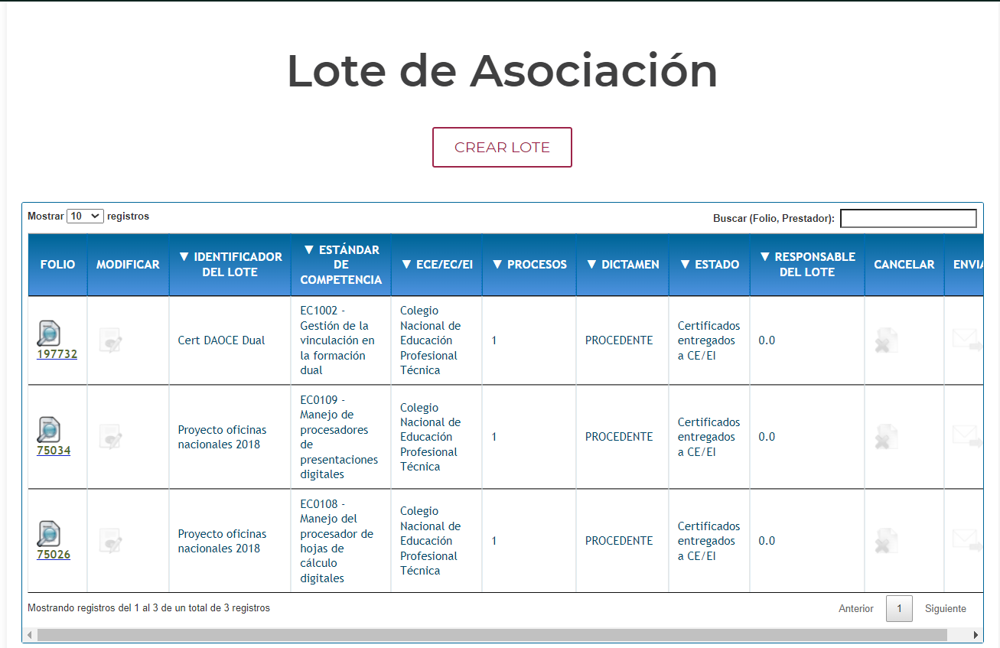 Lote de Asociación
CREAR LOTE
Mostrar 10 registros
Buscar (Folio, Prestador):
FOLIO
MODIFICAR
▼ IDENTIFICADOR
DEL LOTE
▼ ESTÁNDAR
DE
COMPETENCIA
▼ ECE/EC/EI
▼ PROCESOS
▼ DICTAMEN
▼ ESTADO
▼ RESPONSABLE
DEL LOTE
CANCELAR
ENVIA
197732
Cert DAOCE Dual
EC1002 -
Gestión de la
vinculación en
la formación
dual
Colegio
Nacional de
Educación
Profesional
Técnica
1
PROCEDENTE
Certificados
entregados
a CE/EI
0.0
75034
Proyecto oficinas
nacionales 2018
EC0109 -
Manejo de
procesadores
de
presentaciones
digitales
Colegio
Nacional de
Educación
Profesional
Técnica
1
PROCEDENTE
Certificados
entregados
a CE/EI
0.0
75026
Proyecto oficinas
nacionales 2018
EC0108 -
Manejo del
procesador de
hojas de
cálculo
digitales
Colegio
Nacional de
Educación
Profesional
Técnica
1
PROCEDENTE
Certificados
entregados
a CE/EI
0.0
Mostrando registros del 1 al 3 de un total de 3 registros
Anterior 1 Siguiente